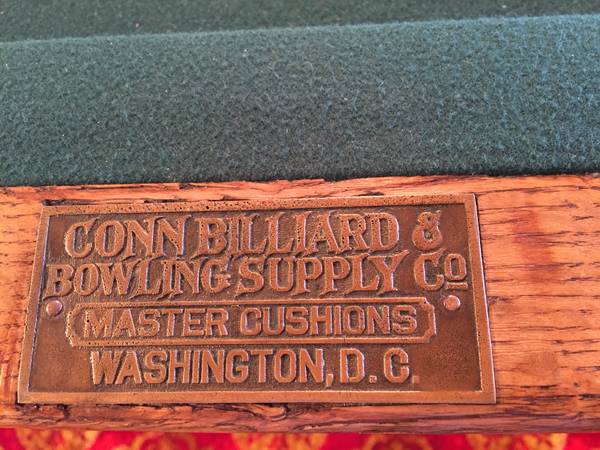 CONN BILLIARD &
BOWLING SUPPLY CO
MASTER CUSHIONS
WASHINGTON, D. C.